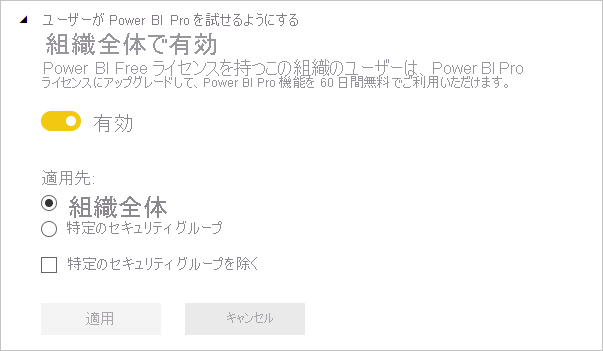 ユーザーが Power BI Pro を試せるようにする
組織全体で有効
Power BI Free ライセンスを持つこの組織のユーザーは、Power BI Pro
ライセンスにアップグレードして、Power BI Pro 機能を 60 日間無料でご利用いただけます。
有効
適用先:
組織全体
特定のセキュリティグループ
特定のセキュリティグループを除く
適用
キャンセル